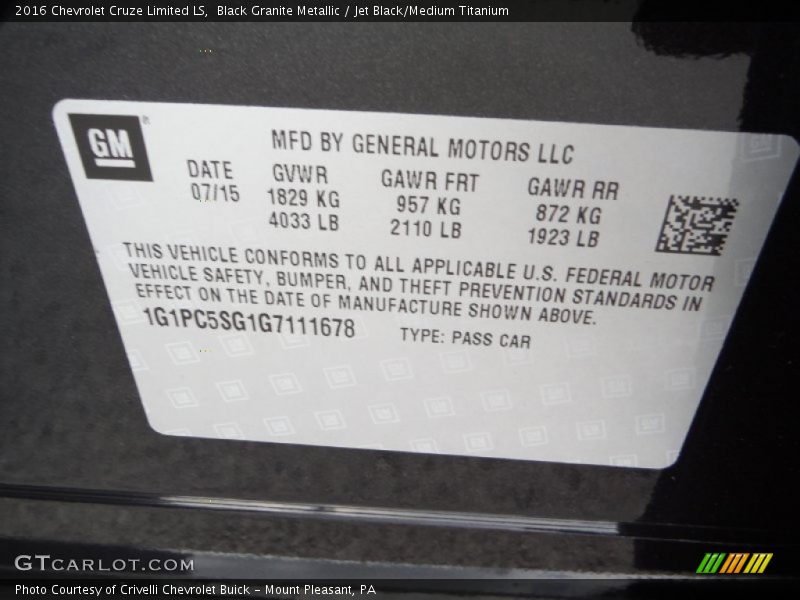 2016 Chevrolet Cruze Limited LS,  Black Granite Metallic / Jet Black/Medium Titanium
GM ®
MFD BY GENERAL MOTORS LLC
DATE GVWR GAWR FRT GAWR RR
07/15 1829 KG 957 KG 872 KG
4033 LB 2110 LB 1923 LB
THIS VEHICLE CONFORMS TO ALL APPLICABLE U.S. FEDERAL MOTOR
VEHICLE SAFETY, BUMPER, AND THEFT PREVENTION STANDARDS IN
EFFECT ON THE DATE OF MANUFACTURE SHOWN ABOVE.
1G1PC5SG1G7111678 TYPE: PASS CAR
GTCARLOT.COM
Photo Courtesy of Crivelli Chevrolet Buick - Mount Pleasant, PA